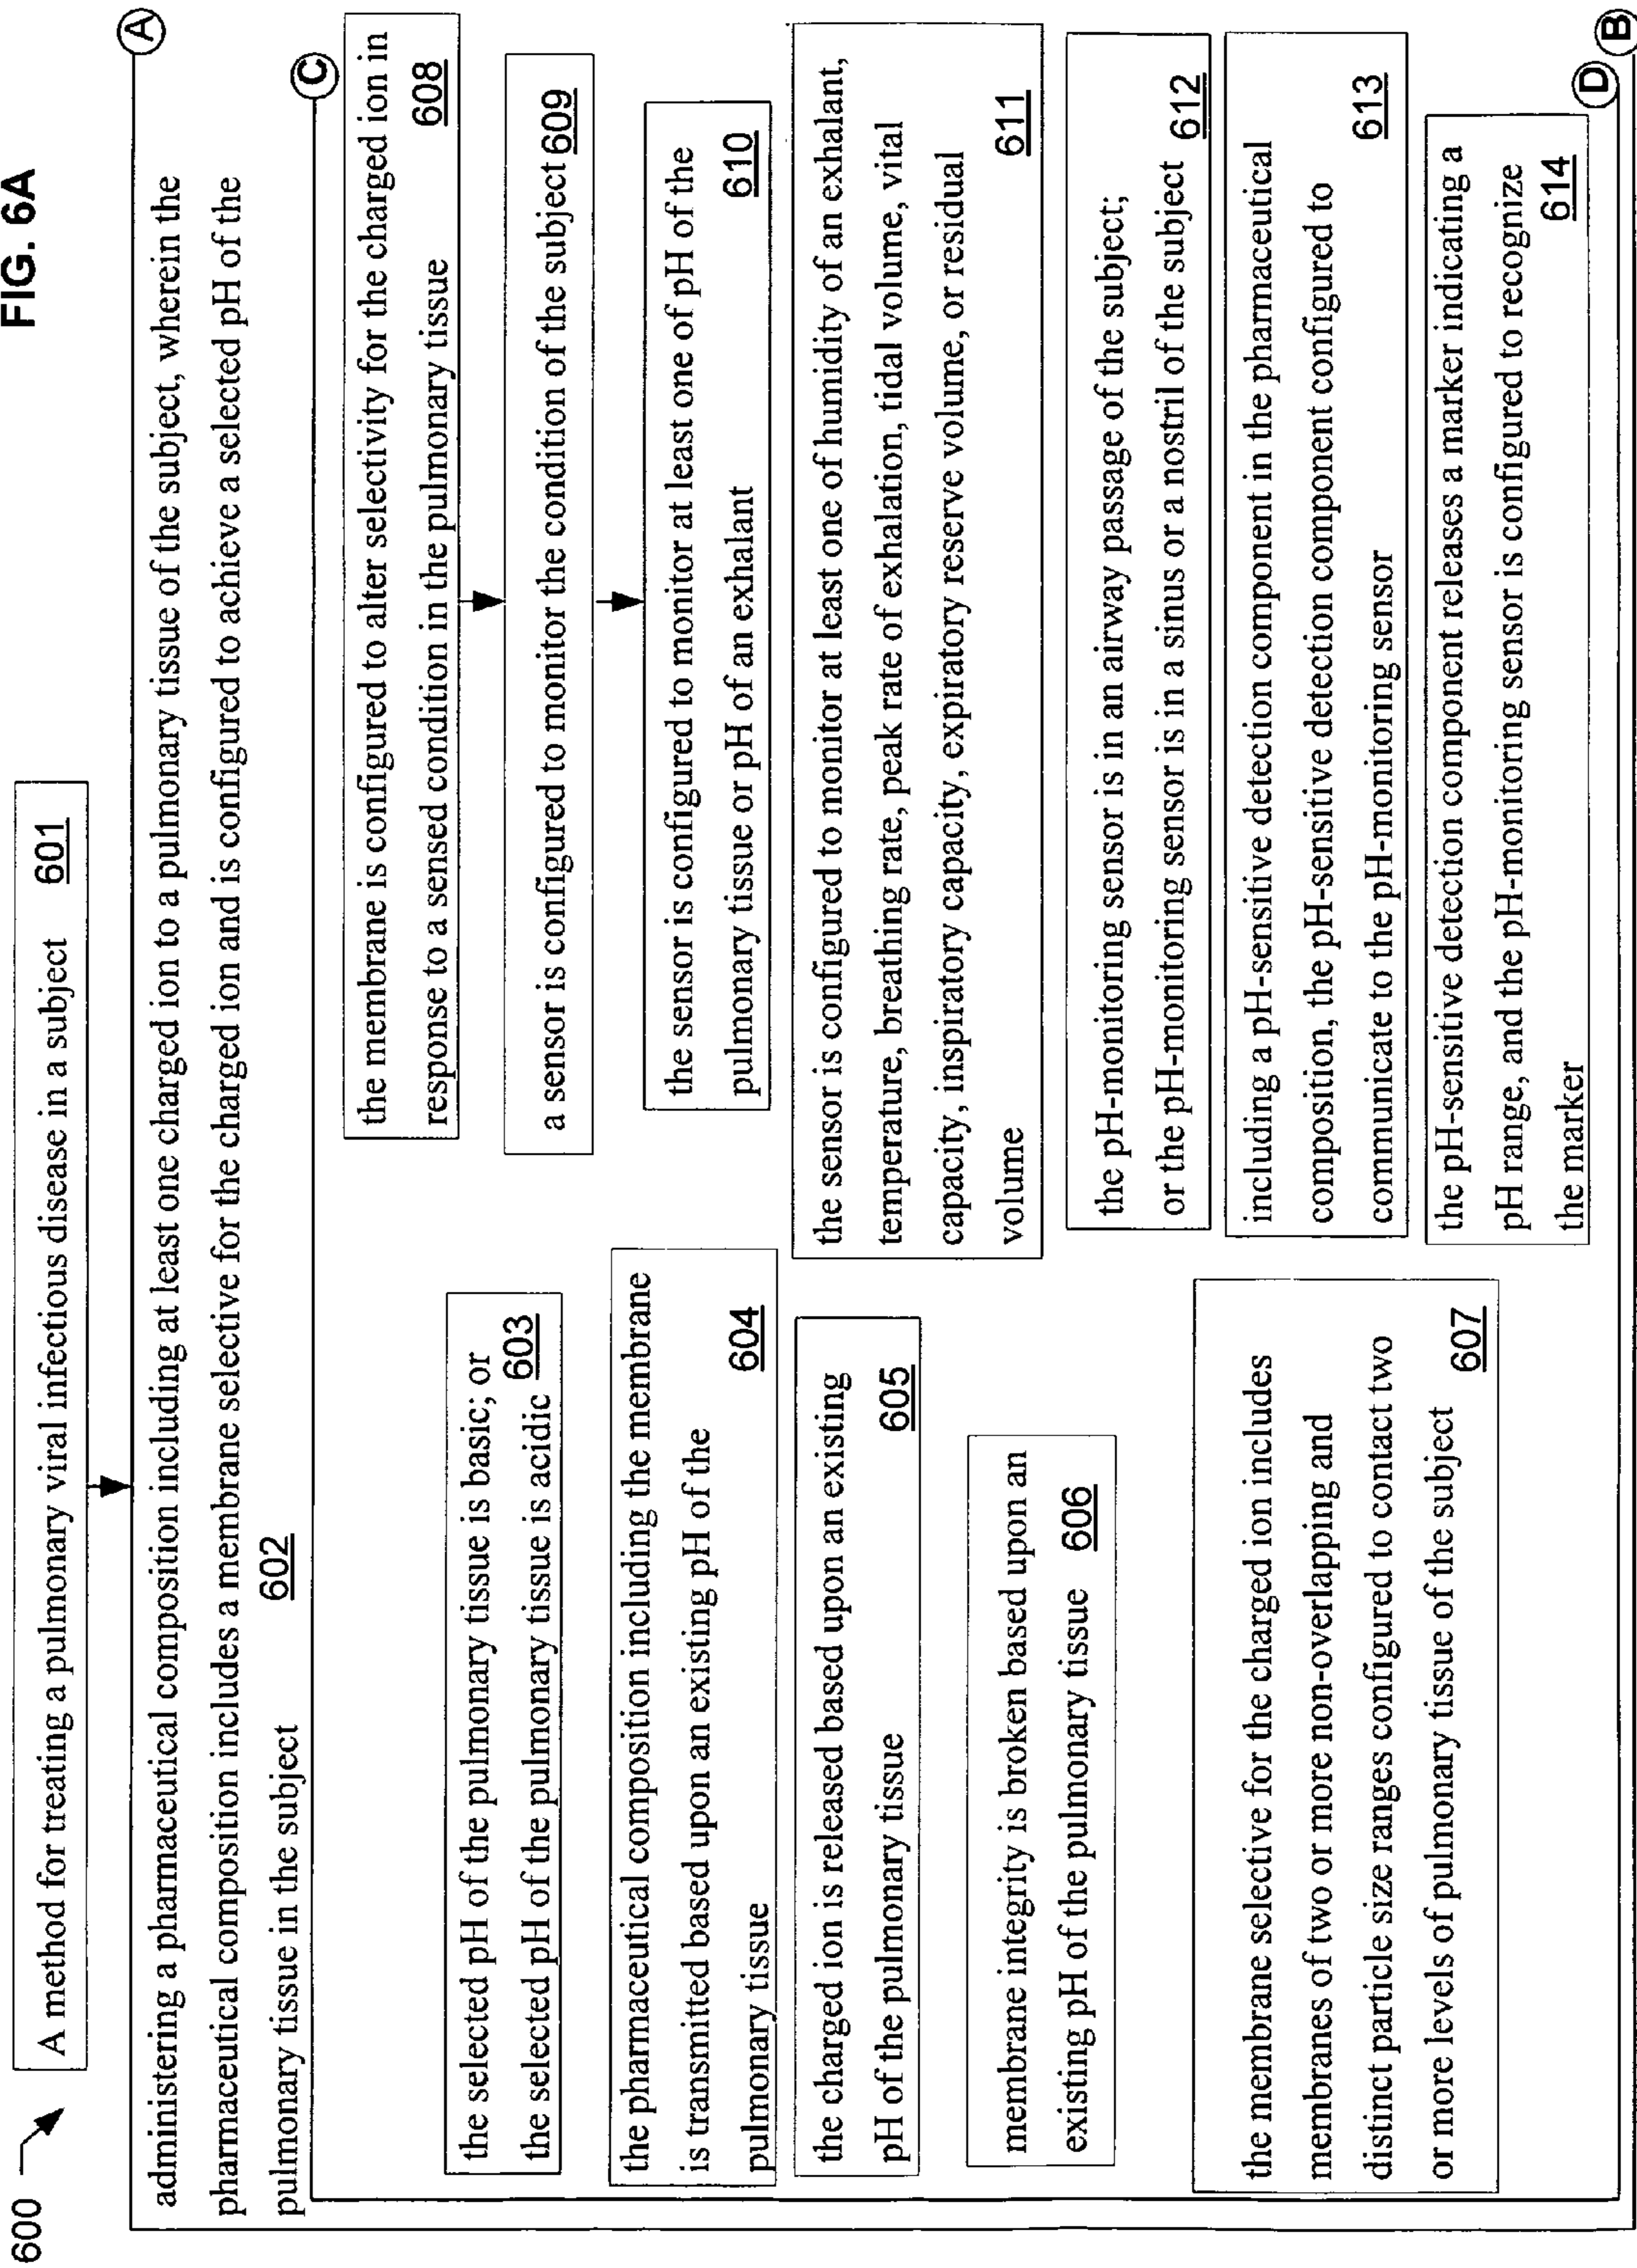 FIG. 6A
600
A method for treating a pulmonary viral infectious disease in a subject 601
administering a pharmaceutical composition including at least one charged ion to a pulmonary tissue of the subject, wherein the
pharmaceutical composition includes a membrane selective for the charged ion and is configured to achieve a selected pH of the
pulmonary tissue in the subject 602
A
C
the selected pH of the pulmonary tissue is basic; or
the selected pH of the pulmonary tissue is acidic 603
the pharmaceutical composition including the membrane
is transmitted based upon an existing pH of the
pulmonary tissue 604
the charged ion is released based upon an existing
pH of the pulmonary tissue 605
membrane integrity is broken based upon an
existing pH of the pulmonary tissue 606
the membrane selective for the charged ion includes
membranes of two or more non-overlapping and
distinct particle size ranges configured to contact two
or more levels of pulmonary tissue of the subject 607
the membrane is configured to alter selectivity for the charged ion in
response to a sensed condition in the pulmonary tissue 608
a sensor is configured to monitor the condition of the subject 609
the sensor is configured to monitor at least one of pH of the
pulmonary tissue or pH of an exhalant 610
the sensor is configured to monitor at least one of humidity of an exhalant,
temperature, breathing rate, peak rate of exhalation, tidal volume, vital
capacity, inspiratory capacity, expiratory reserve volume, or residual
volume 611
the pH-monitoring sensor is in an airway passage of the subject;
or the pH-monitoring sensor is in a sinus or a nostril of the subject 612
including a pH-sensitive detection component in the pharmaceutical
composition, the pH-sensitive detection component configured to
communicate to the pH-monitoring sensor 613
the pH-sensitive detection component releases a marker indicating a
pH range, and the pH-monitoring sensor is configured to recognize
the marker 614
D
B